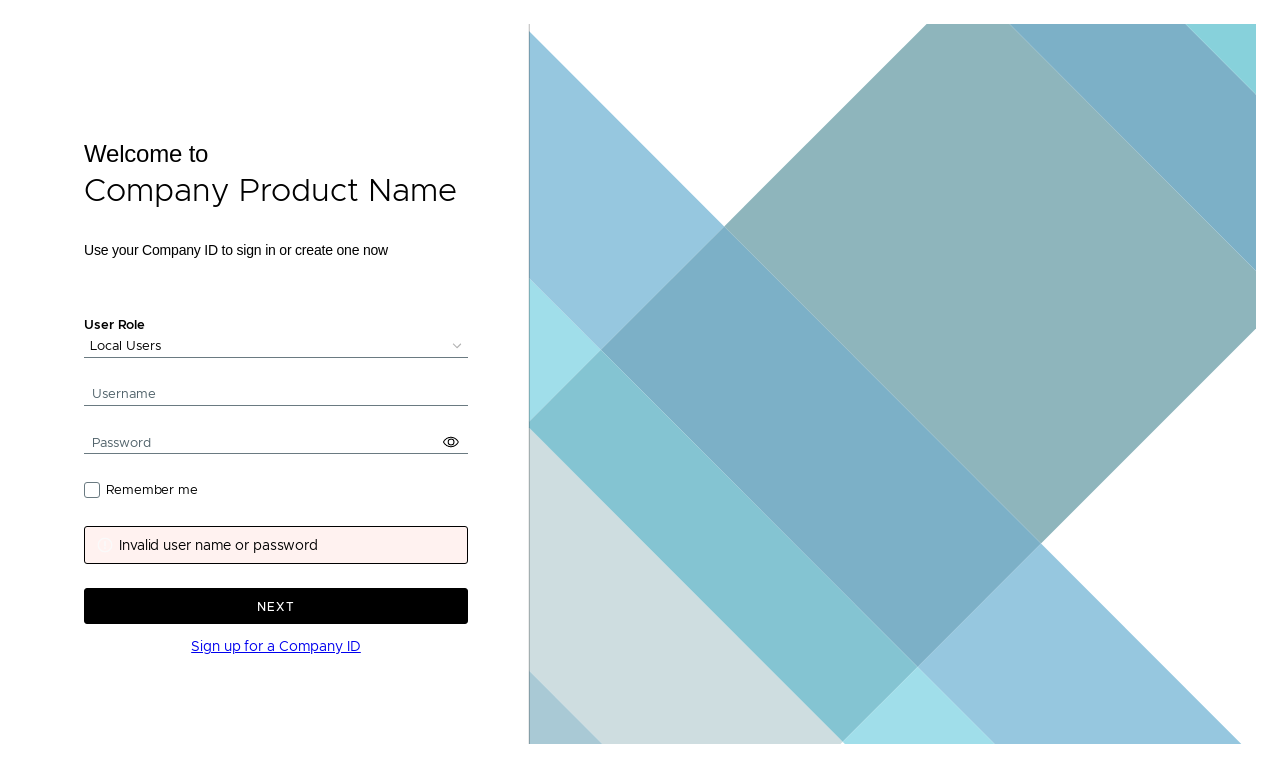 Welcome to
Company Product Name
Use your Company ID to sign in or create one now
User Role
Local Users
Username
Password
Remember me
Invalid user name or password
NEXT
Sign up for a Company ID